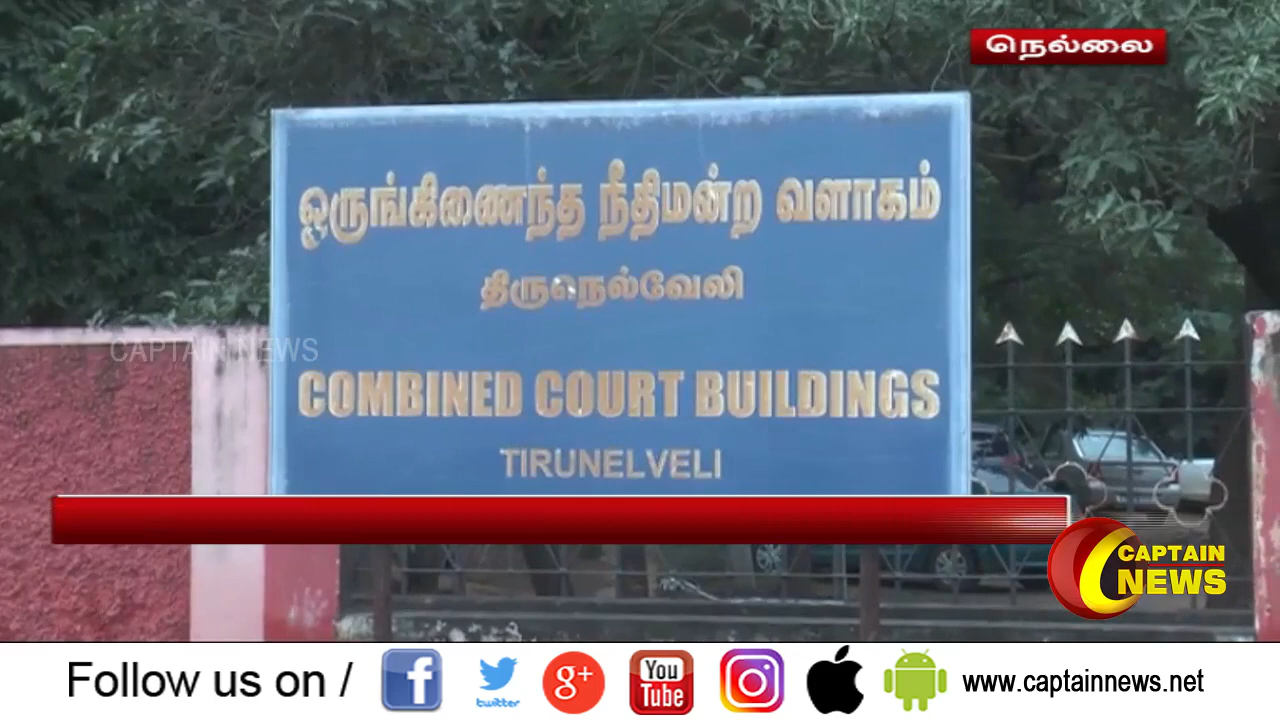 நெல்லை
ஒருங்கிணைந்த நீதிமன்ற வளாகம்
திருநெல்வேலி
CAPTAIN NEWS
COMBINED COURT BUILDINGS
TIRUNELVELI
CAPTAIN
NEWS
Follow us on / f twitter g+ You Tube www.captainnews.net